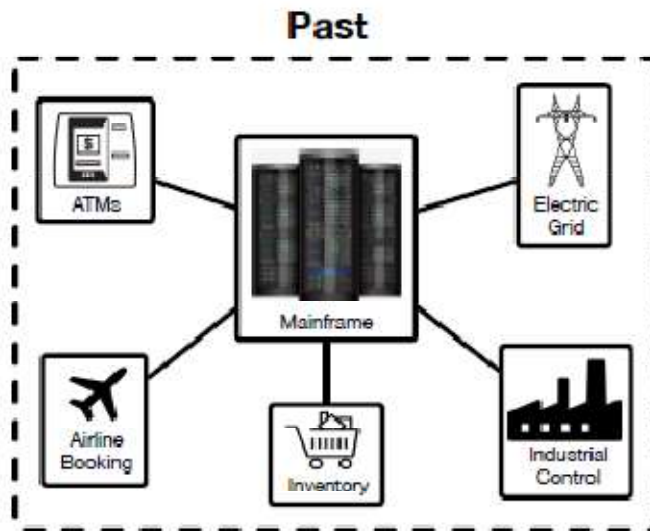 Past
ATMs
$
Electric
Grid
Mainframe
Airline
Booking
Inventory
Industrial
Control